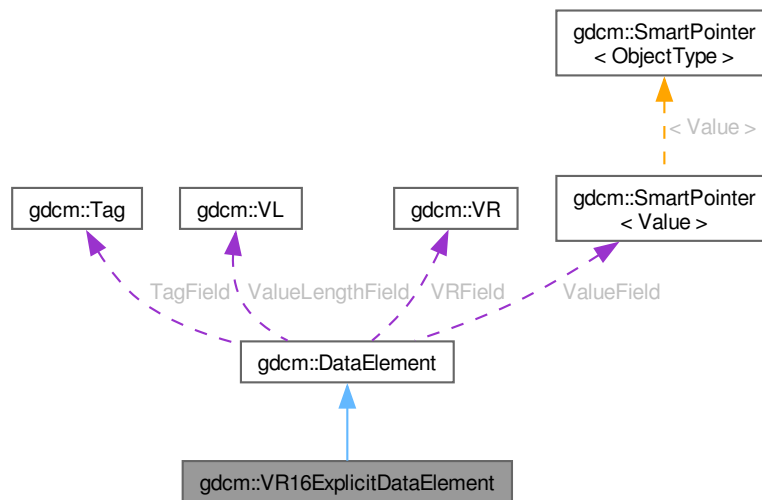 gdcm::SmartPointer
< ObjectType >
< Value >
gdcm::Tag
gdcm::VL
gdcm::VR
gdcm::SmartPointer
< Value >
TagField
ValueLengthField
VRField
ValueField
gdcm::DataElement
gdcm::VR16ExplicitDataElement